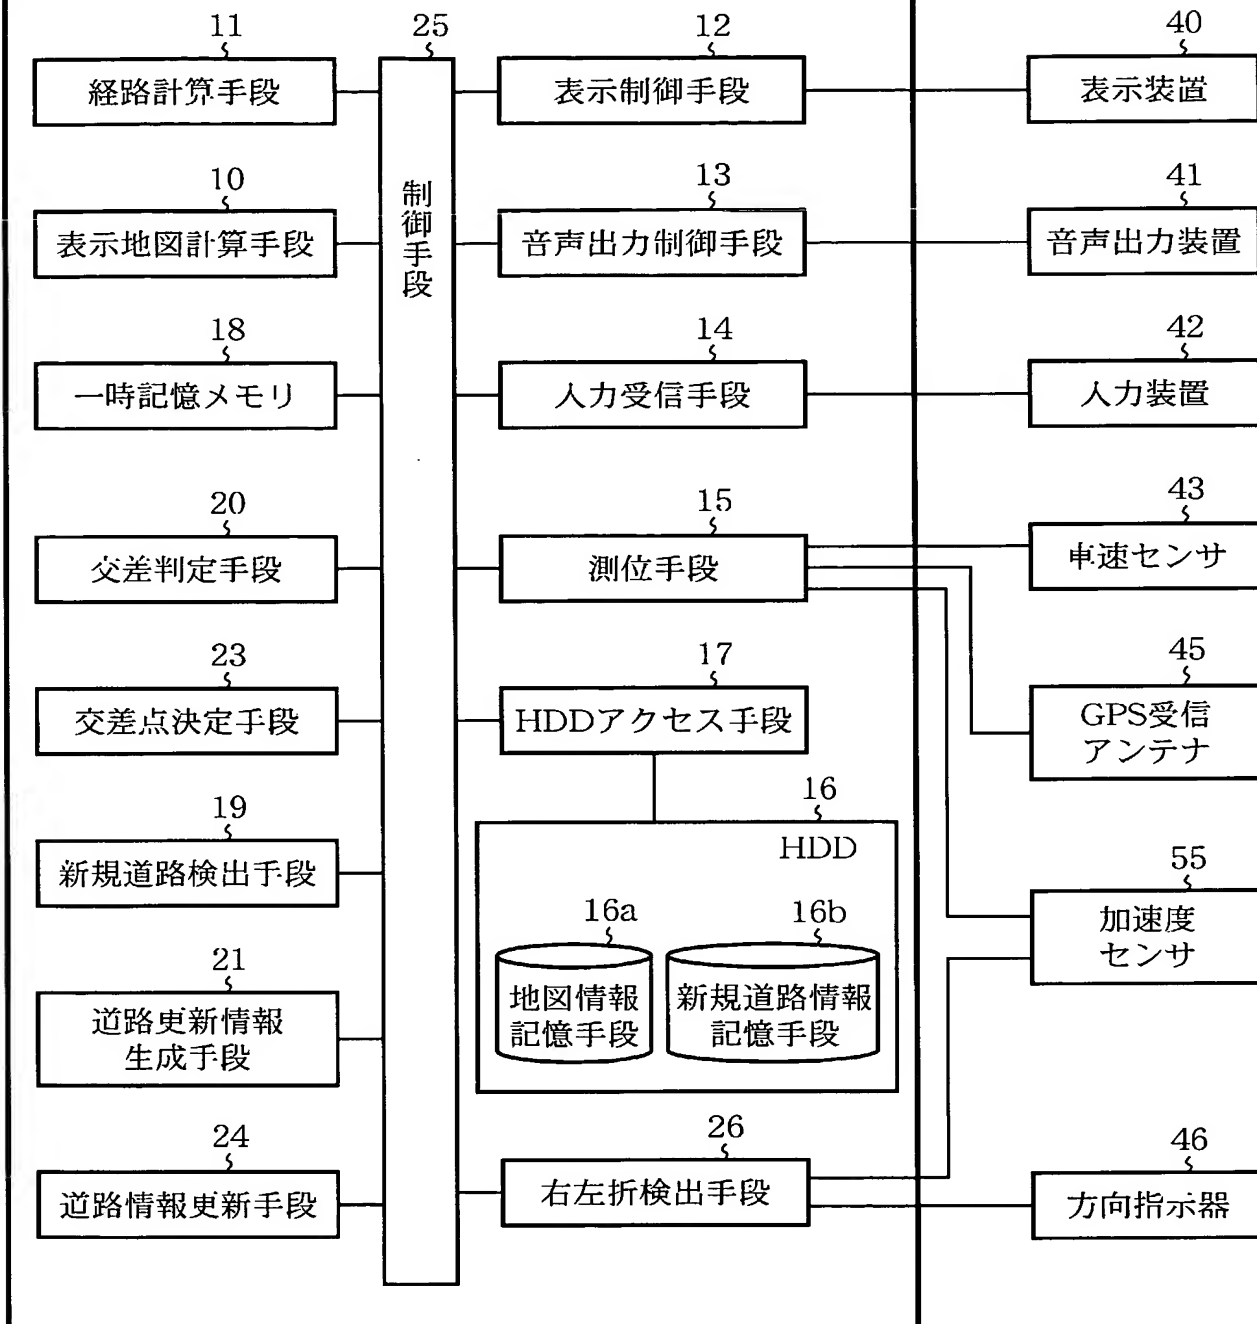 11
25
12
40
経路計算手段
表示制御手段
表示装置
制御手段
10
13
41
表示地図計算手段
音声出力制御手段
音声出力装置
18
14
42
一時記憶メモリ
入力受信手段
入力装置
20
15
43
交差判定手段
測位手段
車速センサ
23
17
45
交差点決定手段
HDDアクセス手段
GPS受信
アンテナ
19
16
新規道路検出手段
HDD
55
16a
16b
加速度
センサ
21
地図情報
記憶手段
新規道路情報
記憶手段
道路更新情報
生成手段
24
26
46
道路情報更新手段
右左折検出手段
方向指示器